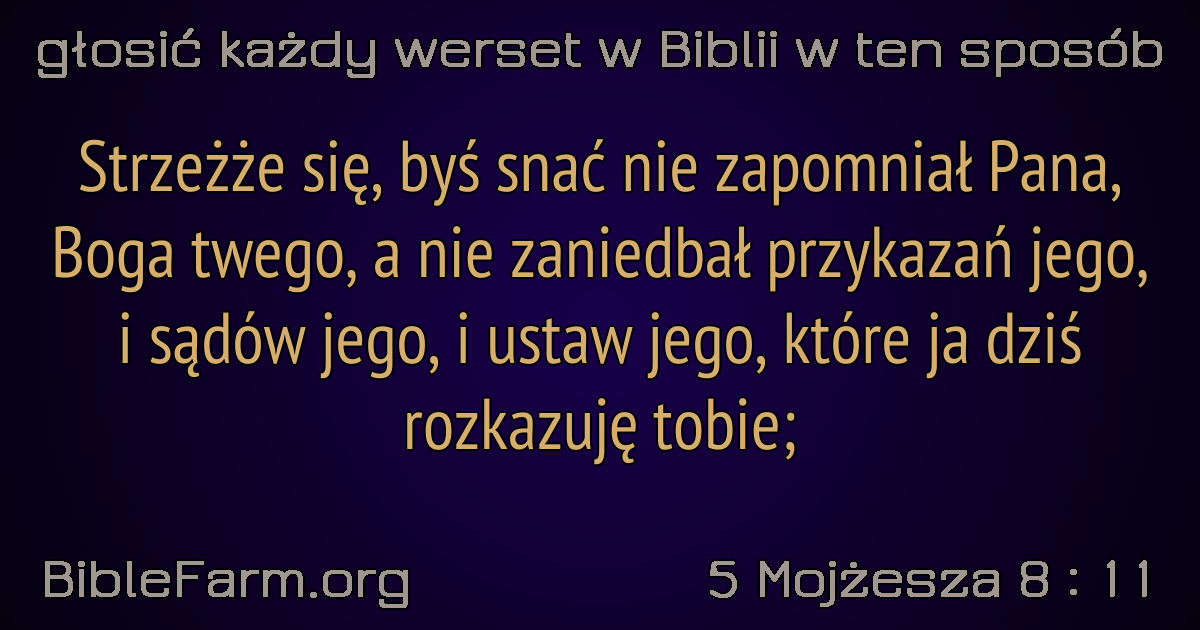 głosić każdy werset w Biblii w ten sposób
Strzeżże się, byś snać nie zapomniał Pana,
Boga twego, a nie zaniedbał przykazań jego,
i sądów jego, i ustaw jego, które ja dziś
rozkazuję tobie;
BibleFarm.org
5 Mojżesza 8 : 11